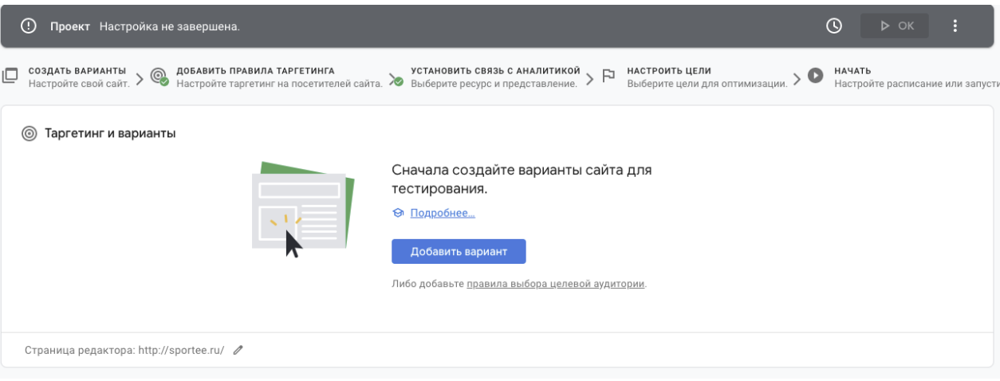 Проект Настройка не завершена.
OK
СОЗДАТЬ ВАРИАНТЫ
Настройте свой сайт.
ДОБАВИТЬ ПРАВИЛА ТАРГЕТИНГА
Настройте таргетинг на посетителей сайта.
УСТАНОВИТЬ СВЯЗЬ С АНАЛИТИКОЙ
Выберите ресурс и представление.
НАСТРОИТЬ ЦЕЛИ
Выберите цели для оптимизации.
НАЧАТЬ
Настройте расписание или запусти
Таргетинг и варианты
Сначала создайте варианты сайта для
тестирования.
Подробнее...
Добавить вариант
Либо добавьте правила выбора целевой аудитории.
Страница редактора: http://sportee.ru/